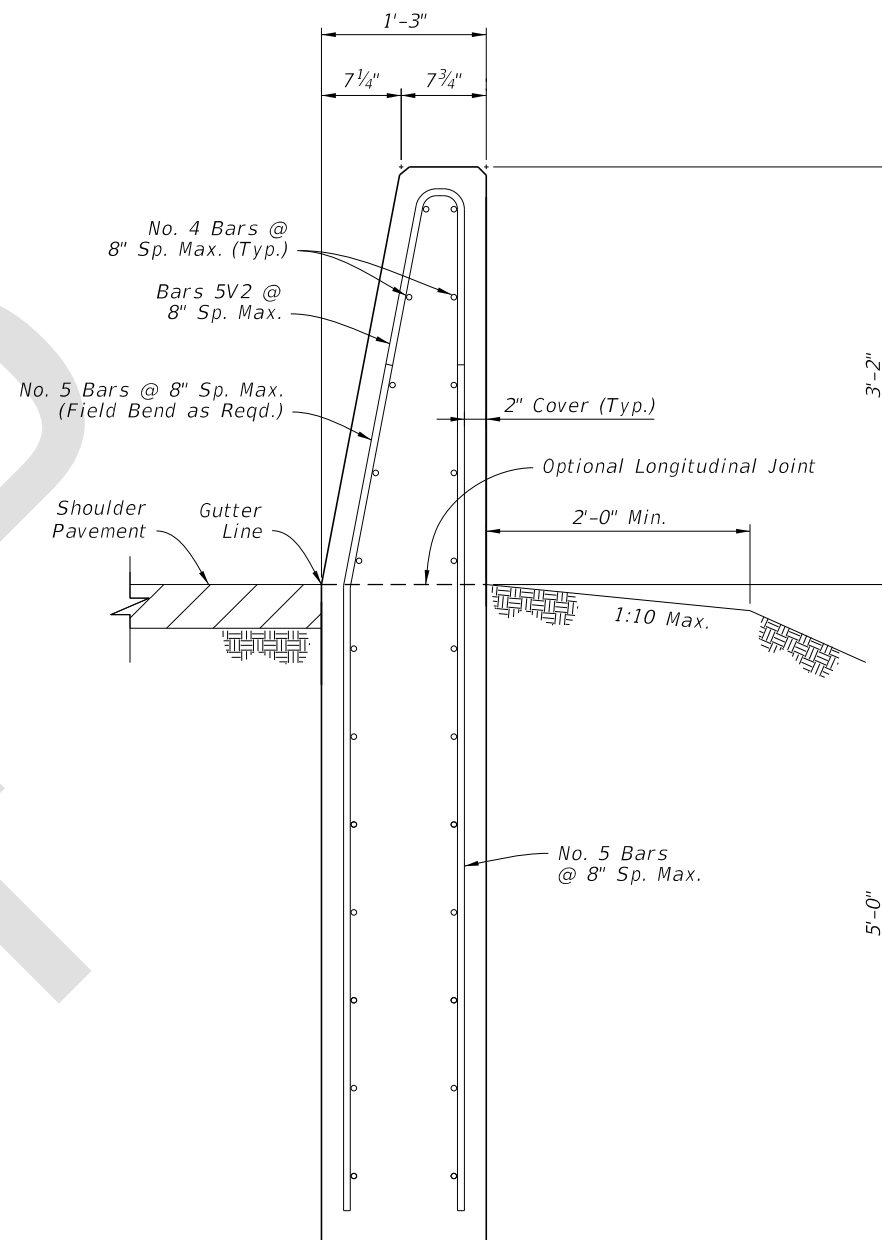 1'-3"
7¼" 7¾"
No. 4 Bars @
8" Sp. Max. (Typ.)
Bars 5V2 @
8" Sp. Max.
No. 5 Bars @ 8" Sp. Max.
(Field Bend as Reqd.)
3'-2"
2" Cover (Typ.)
Optional Longitudinal Joint
Shoulder
Pavement
Gutter
Line
2'-0" Min.
1:10 Max.
No. 5 Bars
@ 8" Sp. Max.
5'-0"